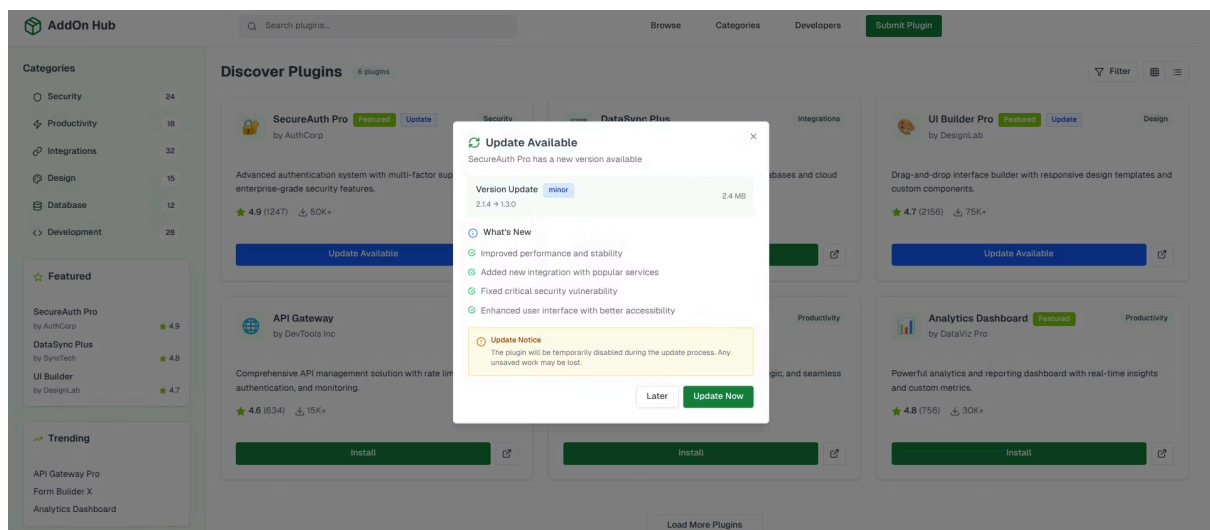 AddOn Hub
Search plugins...
Browse
Categories
Developers
Submit Plugin
Categories
Security 24
Productivity 18
Integrations 32
Design 15
Database 12
Development 28
Featured
SecureAuth Pro
by AuthCorp 4.9
DataSync Plus
by SyncTech 4.8
UI Builder
by DesignLab 4.7
Trending
API Gateway Pro
Form Builder X
Analytics Dashboard
Discover Plugins 6 plugins
Filter
SecureAuth Pro Featured Update Security
by AuthCorp
Advanced authentication system with multi-factor sup
enterprise-grade security features.
4.9 (1247) 50K+
Update Available
DataSync Plus Integrations
abases and cloud
UI Builder Pro Featured Update Design
by DesignLab
Drag-and-drop interface builder with responsive design templates and
custom components.
4.7 (2156) 75K+
Update Available
API Gateway
by DevTools Inc
Comprehensive API management solution with rate lim
authentication, and monitoring.
4.6 (634) 15K+
Install
Productivity
gic, and seamless
Install
Analytics Dashboard Featured Productivity
by DataViz Pro
Powerful analytics and reporting dashboard with real-time insights
and custom metrics.
4.8 (756) 30K+
Install
Load More Plugins
Update Available
SecureAuth Pro has a new version available
Version Update minor
2.1.4 → 1.3.0
2.4 MB
What's New
Improved performance and stability
Added new integration with popular services
Fixed critical security vulnerability
Enhanced user interface with better accessibility
Update Notice
The plugin will be temporarily disabled during the update process. Any
unsaved work may be lost.
Later
Update Now